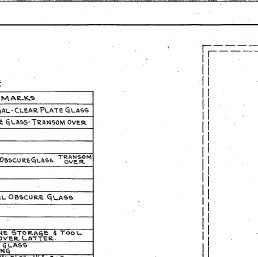 MARKS
AL-CLEAR PLATE GLASS
GLASS-TRANSOM OVER
OBSCURE GLASS. TRANSOM OVER
OBSCURE GLASS
STORAGE & TOOL
OVER LATTER.
GLASS